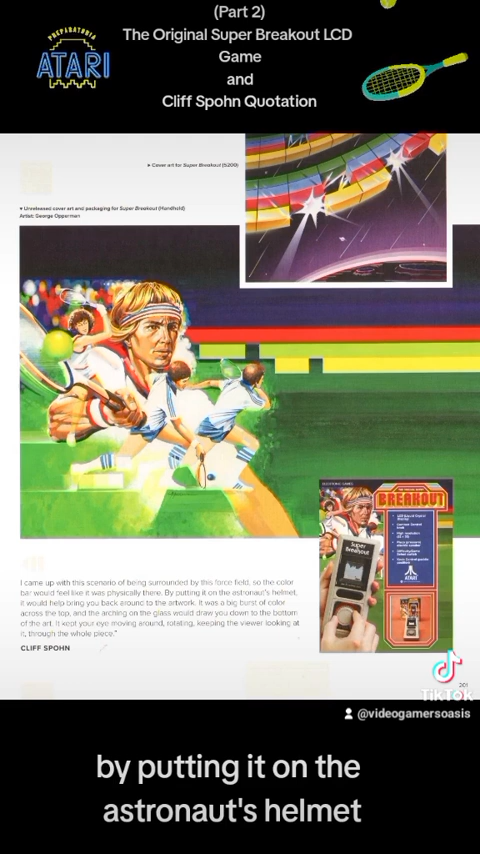 (Part 2)
The Original Super Breakout LCD
Game
and
Cliff Spohn Quotation
PREPARATORIA
ATARI
▸ Cover art for Super Breakout (5200)
▾ Unreleased cover art and packaging for Super Breakout (Handheld)
Artist: George Opperman
BREAKOUT
Super
Breakout
ATARI
I came up with this scenario of being surrounded by this force field, so the color
bar would feel like it was physically there. By putting it on the astronaut's helmet,
it would help bring you back around to the artwork. It was a big burst of color
across the top, and the arching on the glass would draw you down to the bottom
of the art. It kept your eye moving around, rotating, keeping the viewer looking at
it, through the whole piece."
CLIFF SPOHN
201
TikTok
@videogamersoasis
by putting it on the
astronaut's helmet